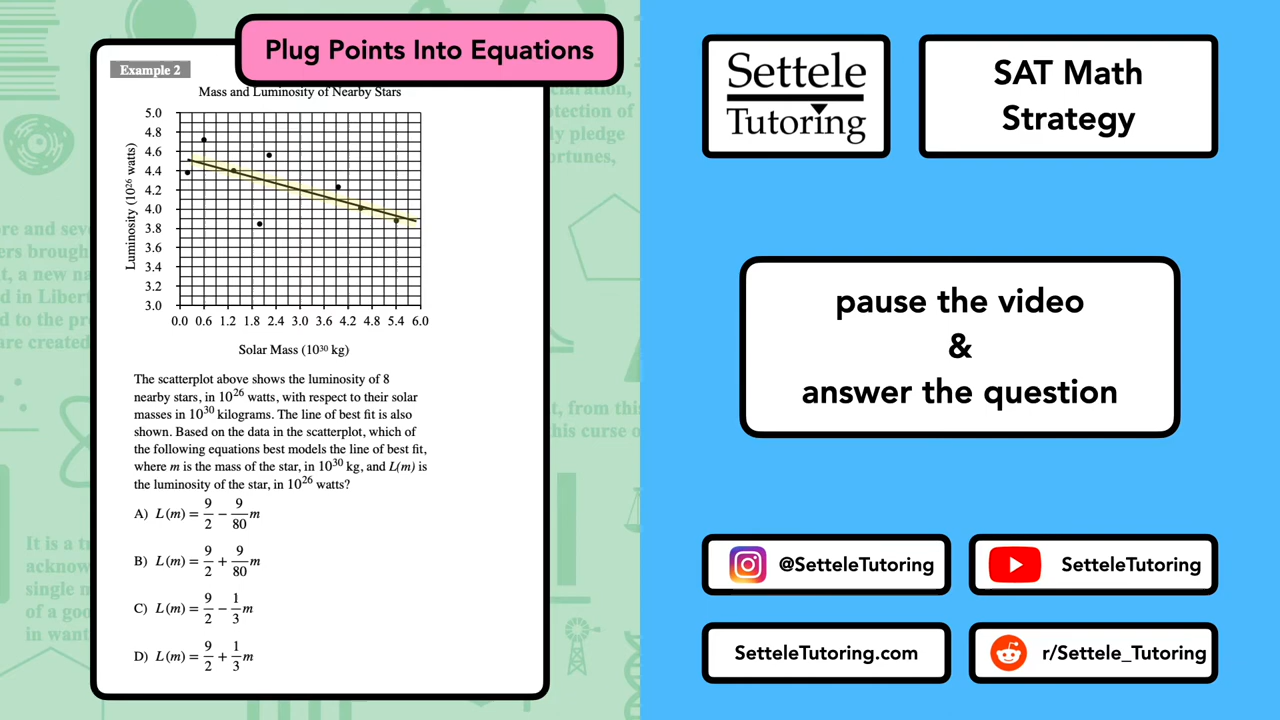 Plug Points Into Equations
Example 2
Mass and Luminosity of Nearby Stars
Luminosity (10²⁶ watts)
5.0
4.8
4.6
4.4
4.2
4.0
3.8
3.6
3.4
3.2
3.0
0.0 0.6 1.2 1.8 2.4 3.0 3.6 4.2 4.8 5.4 6.0
Solar Mass (10³⁰ kg)
The scatterplot above shows the luminosity of 8
nearby stars, in 10²⁶ watts, with respect to their solar
masses in 10³⁰ kilograms. The line of best fit is also
shown. Based on the data in the scatterplot, which of
the following equations best models the line of best fit,
where m is the mass of the star, in 10³⁰ kg, and L(m) is
the luminosity of the star, in 10²⁶ watts?
A) L(m) = 9/2 − 9/80 m
B) L(m) = 9/2 + 9/80 m
C) L(m) = 9/2 − 1/3 m
D) L(m) = 9/2 + 1/3 m
Settele
Tutoring
SAT Math
Strategy
pause the video
&
answer the question
@SetteleTutoring
SetteleTutoring
SetteleTutoring.com
r/Settele_Tutoring